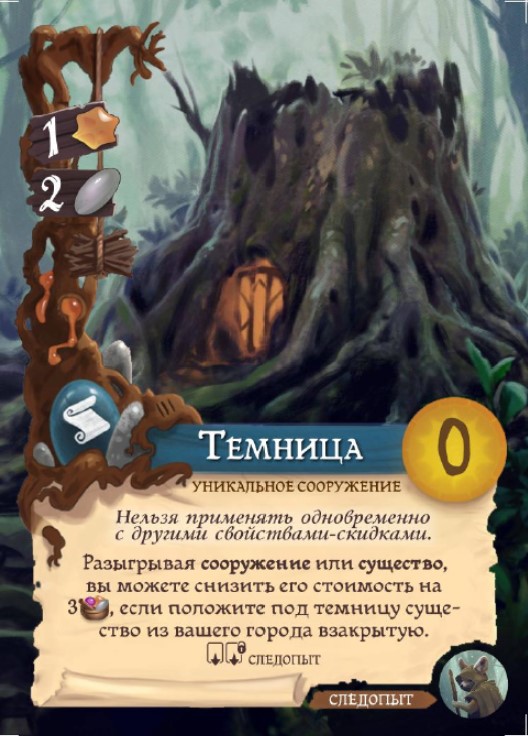 1
2
Темница
0
УНИКАЛЬНОЕ СООРУЖЕНИЕ
Нельзя применять одновременно
с другими свойствами-скидками.
Разыгрывая сооружение или существо,
вы можете снизить его стоимость на
3, если положите под темницу суще-
ство из вашего города взакрытую.
СЛЕДОПЫТ
СЛЕДОПЫТ